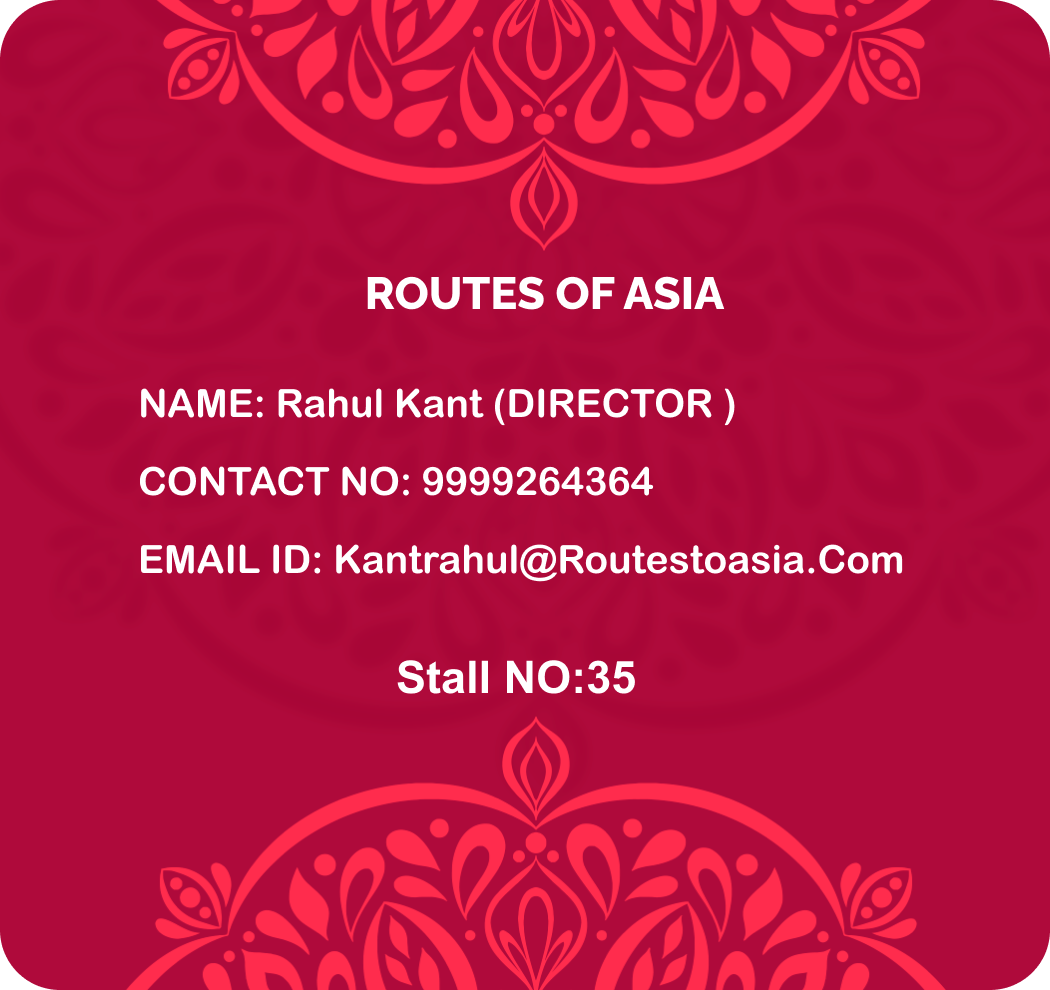 ROUTES OF ASIA
NAME: Rahul Kant (DIRECTOR )
CONTACT NO: 9999264364
EMAIL ID: Kantrahul@Routestoasia.Com
Stall NO:35